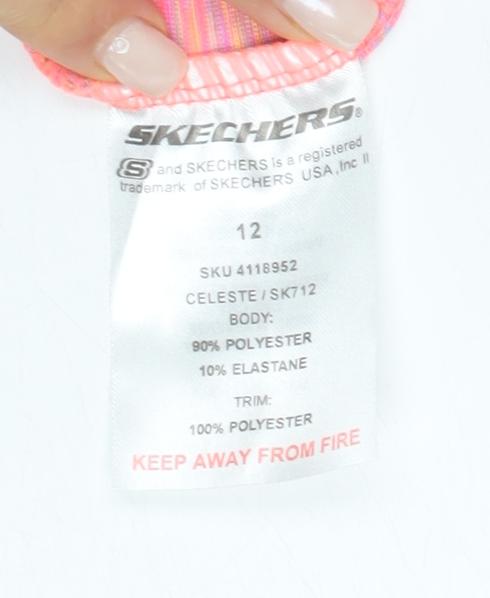 SKECHERS®
S and SKECHERS is a registered
trademark of SKECHERS USA, Inc II
12
SKU 4118952
CELESTE / SK712
BODY:
90% POLYESTER
10% ELASTANE
TRIM:
100% POLYESTER
KEEP AWAY FROM FIRE